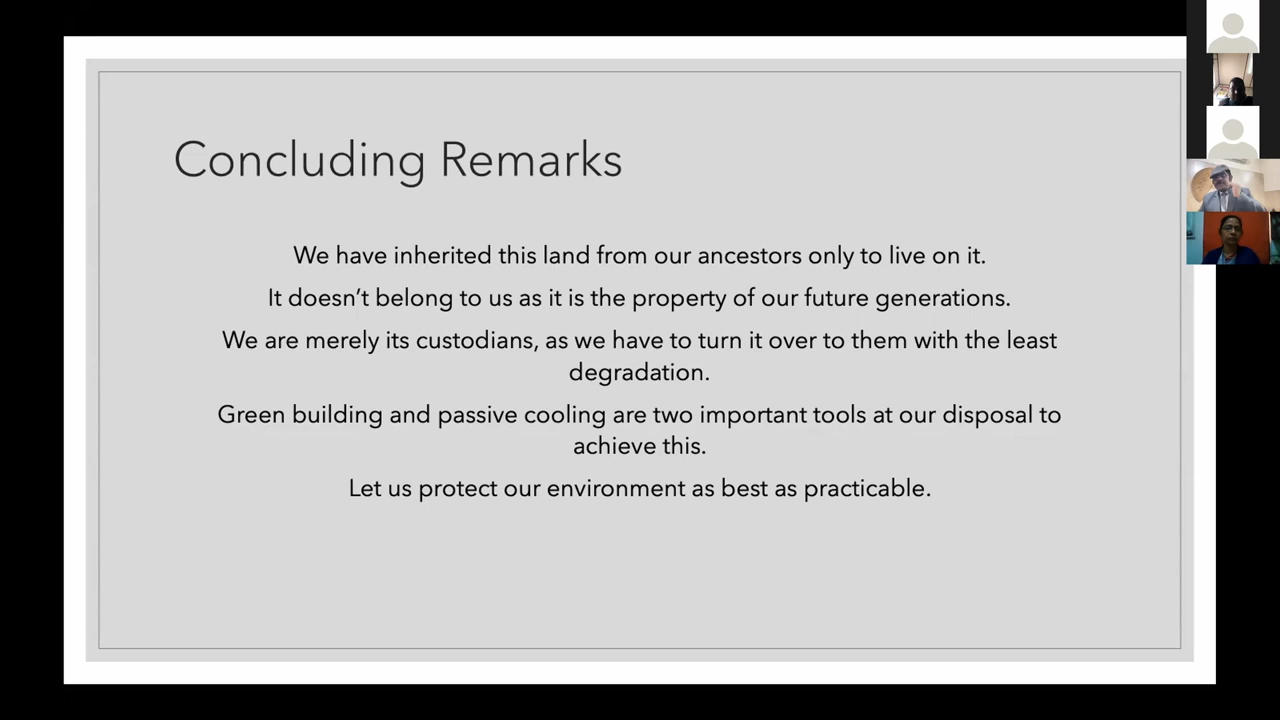 Concluding Remarks
We have inherited this land from our ancestors only to live on it.
It doesn’t belong to us as it is the property of our future generations.
We are merely its custodians, as we have to turn it over to them with the least
degradation.
Green building and passive cooling are two important tools at our disposal to
achieve this.
Let us protect our environment as best as practicable.